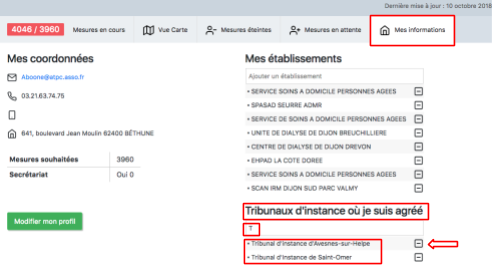 Dernière mise à jour : 10 octobre 2018
4046 / 3960 Mesures en cours Vue Carte Mesures éteintes Mesures en attente Mes informations
Mes coordonnées
Aboone@atpc.asso.fr
03.21.63.74.75
641, boulevard Jean Moulin 62400 BÉTHUNE
Mesures souhaitées 3960
Secrétariat Oui 0
Modifier mon profil
Mes établissements
Ajouter un établissement
• SERVICE SOINS A DOMICILE PERSONNES AGEES
• SPASAD SEURRE ADMR
• SERVICE DE SOINS A DOMICILE PERSONNES AGEES
• UNITE DE DIALYSE DE DIJON BREUCHILLIERE
• CENTRE DE DIALYSE DE DIJON DREVON
• EHPAD LA COTE DOREE
• SERVICE SOINS A DOMICILE PERSONNES AGEES
• SCAN IRM DIJON SUD PARC VALMY
Tribunaux d'instance où je suis agréé
T
• Tribunal d'instance d'Avesnes-sur-Helpe
• Tribunal d'instance de Saint-Omer